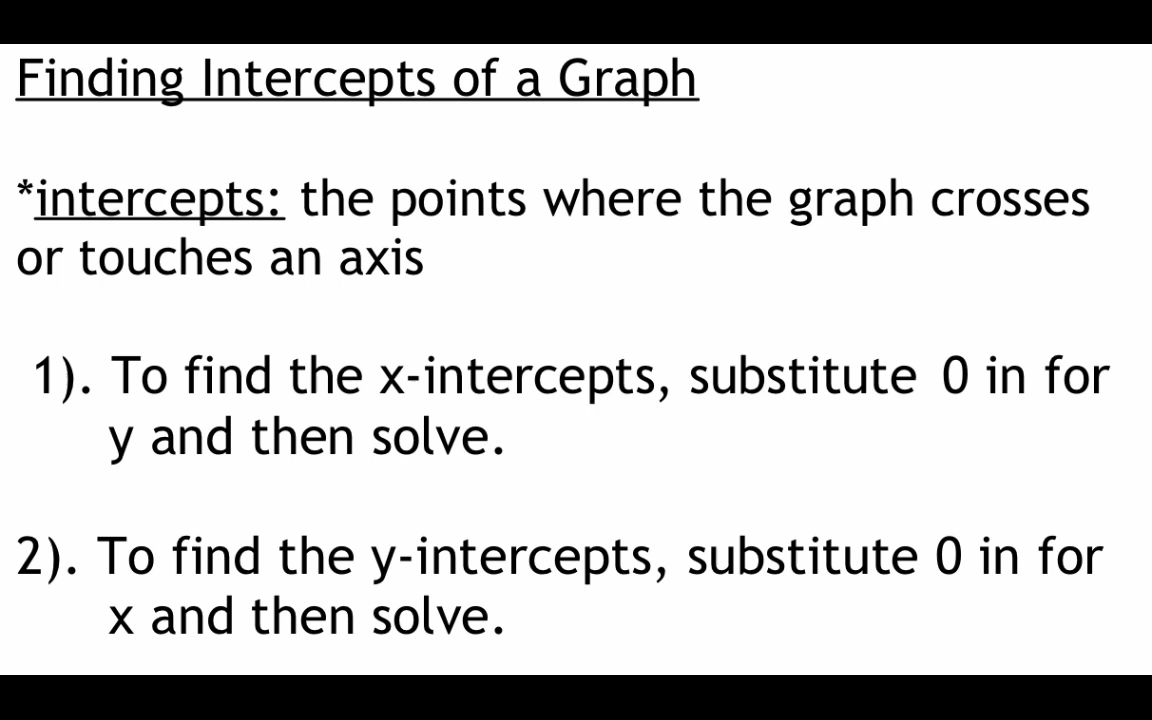 Finding Intercepts of a Graph
*intercepts: the points where the graph crosses
or touches an axis
1). To find the x-intercepts, substitute 0 in for
y and then solve.
2). To find the y-intercepts, substitute 0 in for
x and then solve.